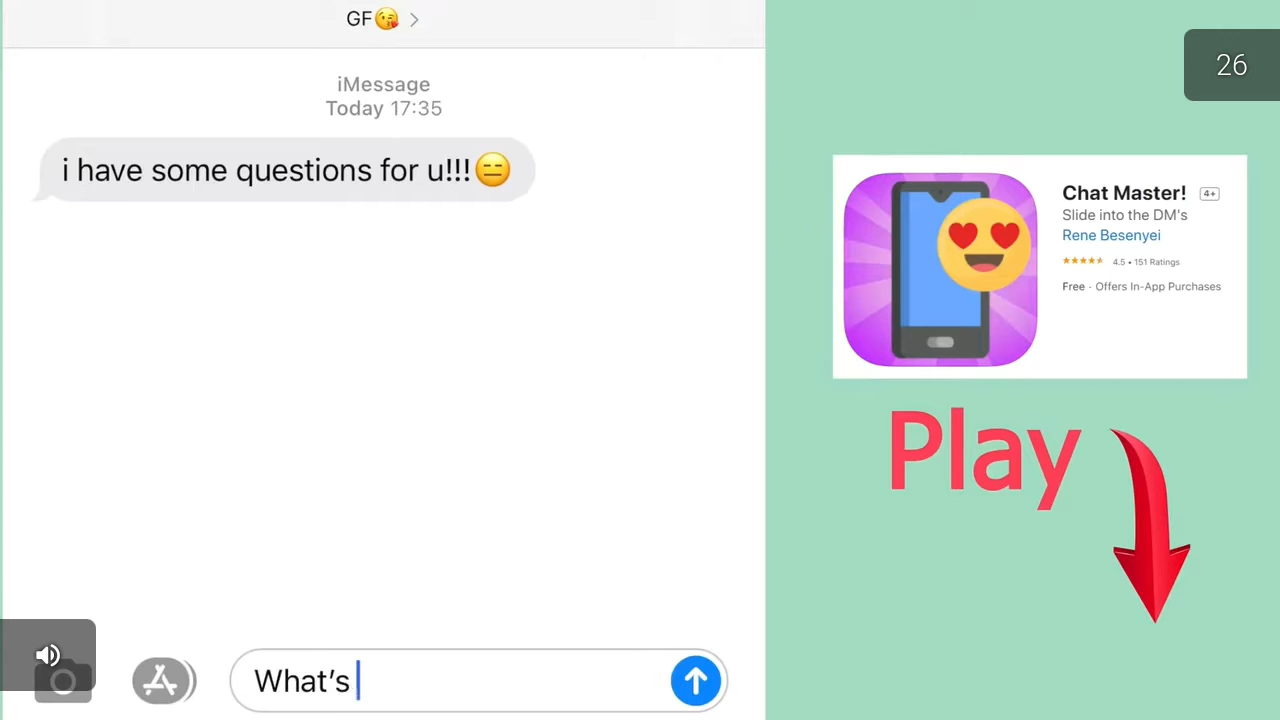 GF😘 >
iMessage
Today 17:35
i have some questions for u!!!😑
What’s
26
Chat Master! 4+
Slide into the DM's
Rene Besenyei
★★★★★ 4.5 • 151 Ratings
Free · Offers In-App Purchases
Play